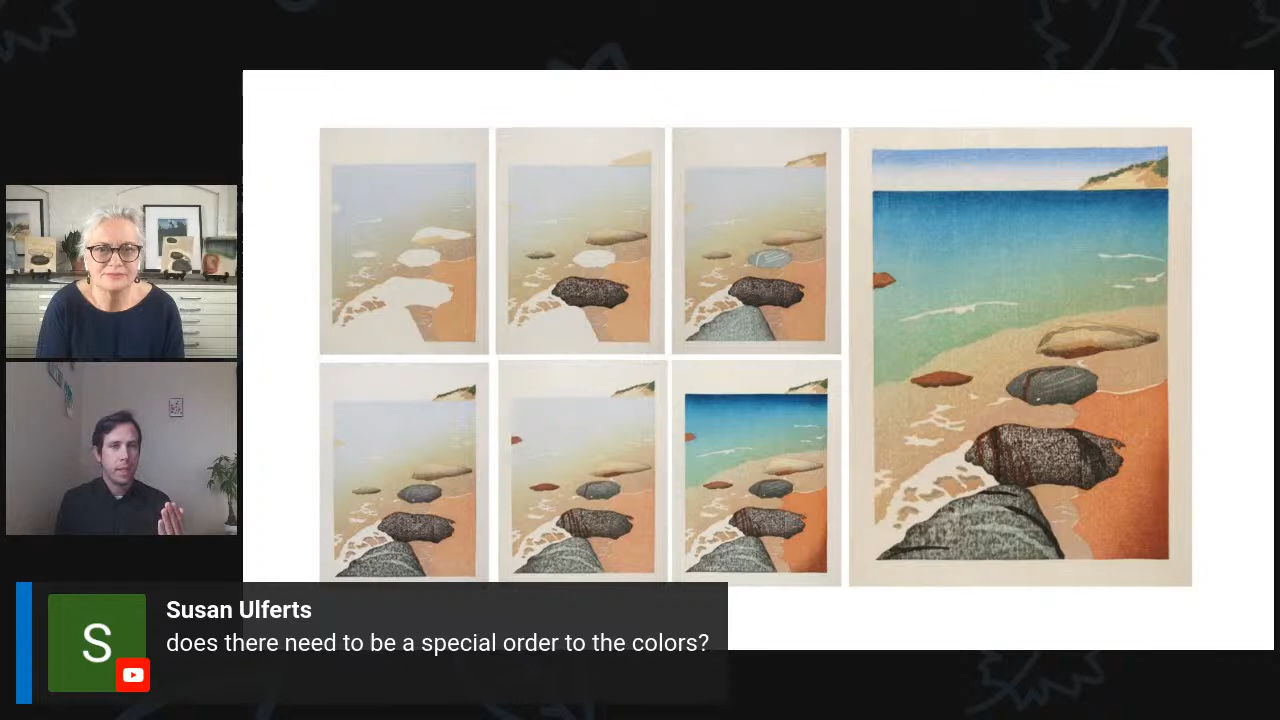 S
Susan Ulferts
does there need to be a special order to the colors?